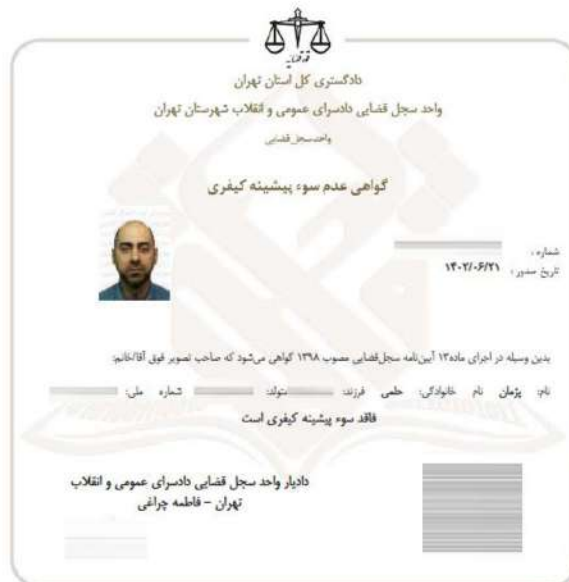 دادگستری کل استان تهران
واحد سجل قضایی دادسرای عمومی و انقلاب شهرستان تهران
واحد سجل قضایی
گواهی عدم سوء پیشینه کیفری
شماره :
تاریخ صدور : ۱۴۰۲/۰۶/۲۱
بدین وسیله در اجرای ماده ۱۳ آیین‌نامه سجل‌قضایی مصوب ۱۳۹۸ گواهی می‌شود که صاحب تصویر فوق آقا/خانم:
نام: پژمان نام خانوادگی: حلمی فرزند: متولد: شماره ملی:
فاقد سوء پیشینه کیفری است
دادیار واحد سجل قضایی دادسرای عمومی و انقلاب
تهران – فاطمه چراغی